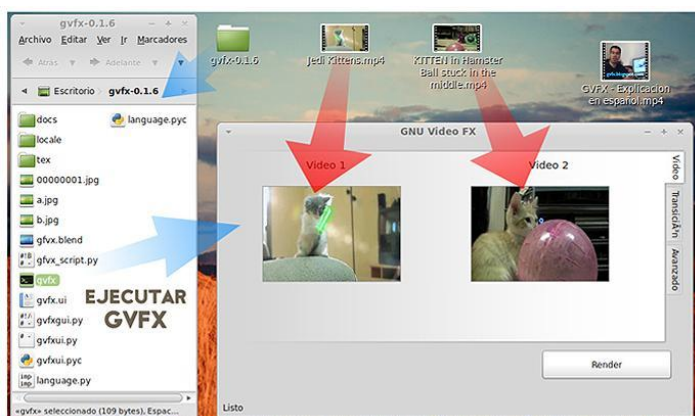 gvfx-0.1.6
Archivo Editar Ver Ir Marcadores
Atrás Adelante
Escritorio gvfx-0.1.6
docs
locale
tex
00000001.jpg
a.jpg
b.jpg
gfvx.blend
gfvx_script.py
gvfx
gvfx.ui
gvfxgui.py
gvfxui.py
gvfxui.pyc
language.py
language.pyc
«gvfx» seleccionado (109 bytes), Espac...
EJECUTAR
GVFX
gvfx-0.1.6
Jedi Kittens.mp4
KITTEN in Hamster
Ball stuck in the
middle.mp4
GVFX - Explicacion
en español.mp4
GNU Video FX
Video 1
Video 2
Video
TransiciÃ³n
Avanzado
Render
Listo